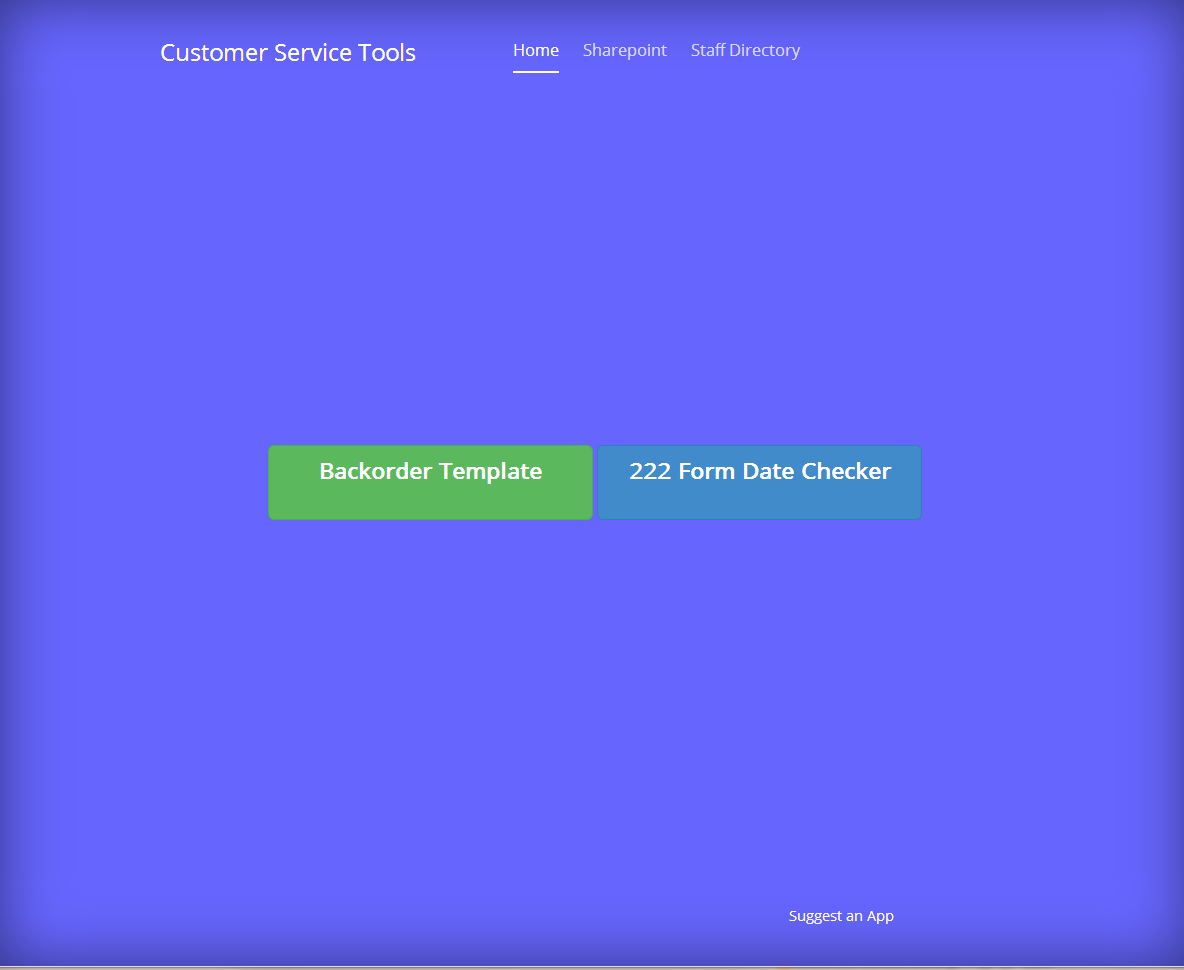 Customer Service Tools
Home Sharepoint Staff Directory
Backorder Template
222 Form Date Checker
Suggest an App